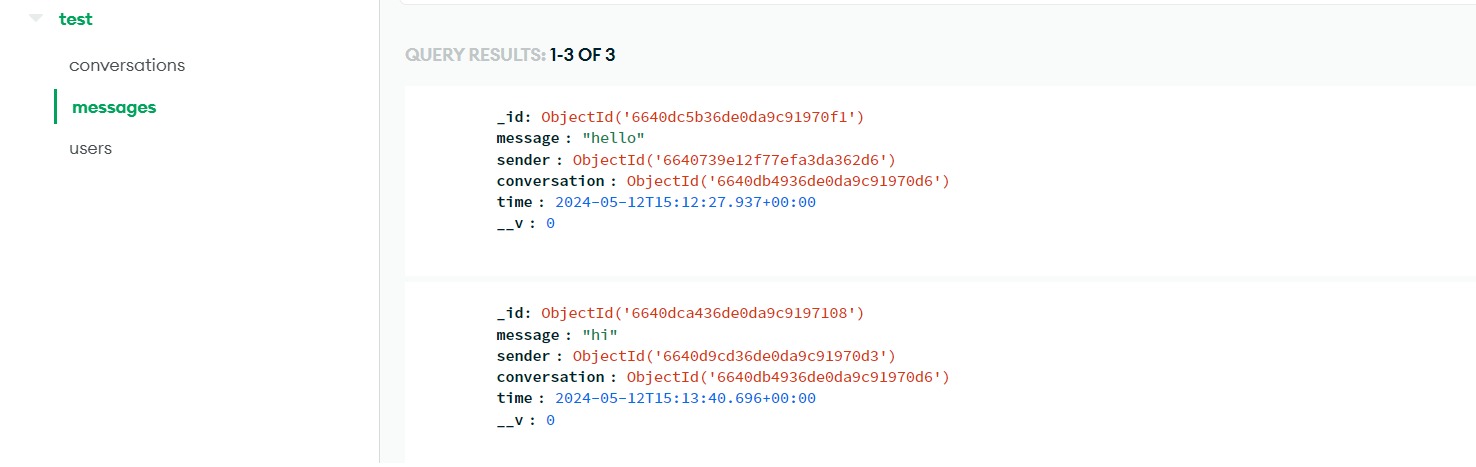 test
conversations
messages
users
QUERY RESULTS: 1-3 OF 3
_id: ObjectId('6640dc5b36de0da9c91970f1')
message : "hello"
sender : ObjectId('6640739e12f77efa3da362d6')
conversation : ObjectId('6640db4936de0da9c91970d6')
time : 2024-05-12T15:12:27.937+00:00
__v : 0
_id: ObjectId('6640dca436de0da9c9197108')
message : "hi"
sender : ObjectId('6640d9cd36de0da9c91970d3')
conversation : ObjectId('6640db4936de0da9c91970d6')
time : 2024-05-12T15:13:40.696+00:00
__v : 0